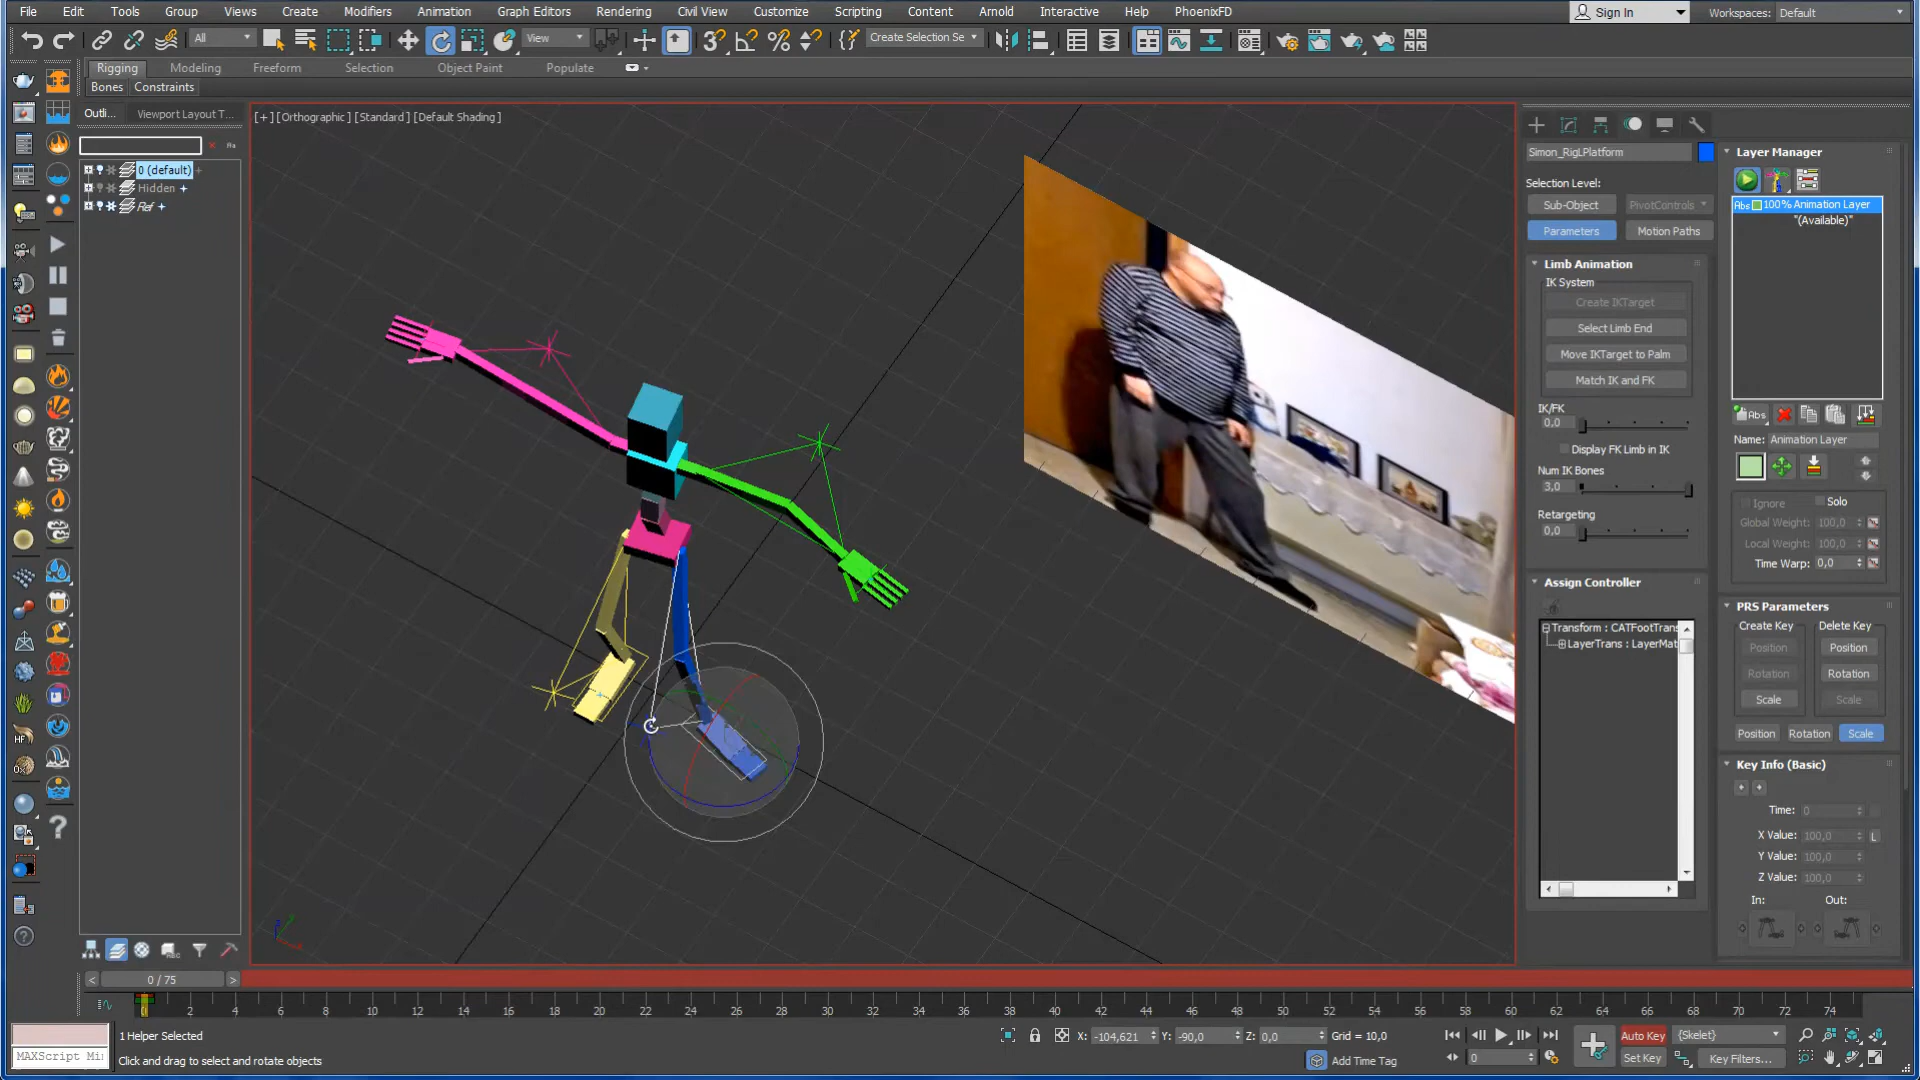 File Edit Tools Group Views Create Modifiers Animation Graph Editors Rendering Civil View Customize Scripting Content Arnold Interactive Help PhoenixFD Sign In Workspaces: Default
All View Create Selection Se
Rigging Modeling Freeform Selection Object Paint Populate
Bones Constraints
Outli... Viewport Layout T...
[+] [Orthographic] [Standard] [Default Shading]
0 (default)
Hidden
Ref
Simon_RigLPlatform
Selection Level:
Sub-Object PivotControls
Parameters Motion Paths
Limb Animation
IK System
Create IKTarget
Select Limb End
Move IKTarget to Palm
Match IK and FK
IK/FK
0,0
Display FK Limb in IK
Num IK Bones
3,0
Retargeting
0,0
Assign Controller
Transform : CATFootTrans
LayerTrans : LayerMat
Layer Manager
Abs 100% Animation Layer
"(Available)"
Abs
Name: Animation Layer
Ignore Solo
Global Weight: 100,0
Local Weight: 100,0
Time Warp: 0,0
PRS Parameters
Create Key Delete Key
Position Position
Rotation Rotation
Scale Scale
Position Rotation Scale
Key Info (Basic)
Time: 0
X Value: 100,0 L
Y Value: 100,0
Z Value: 100,0
In: Out:
< 0 / 75 >
0 2 4 6 8 10 12 14 16 18 20 22 24 26 28 30 32 34 36 38 40 42 44 46 48 50 52 54 56 58 60 62 64 66 68 70 72 74
1 Helper Selected X: -104,621 Y: -90,0 Z: 0,0 Grid = 10,0 Auto Key {Skelet}
MAXScript Mi: Click and drag to select and rotate objects Add Time Tag 0 Set Key Key Filters...